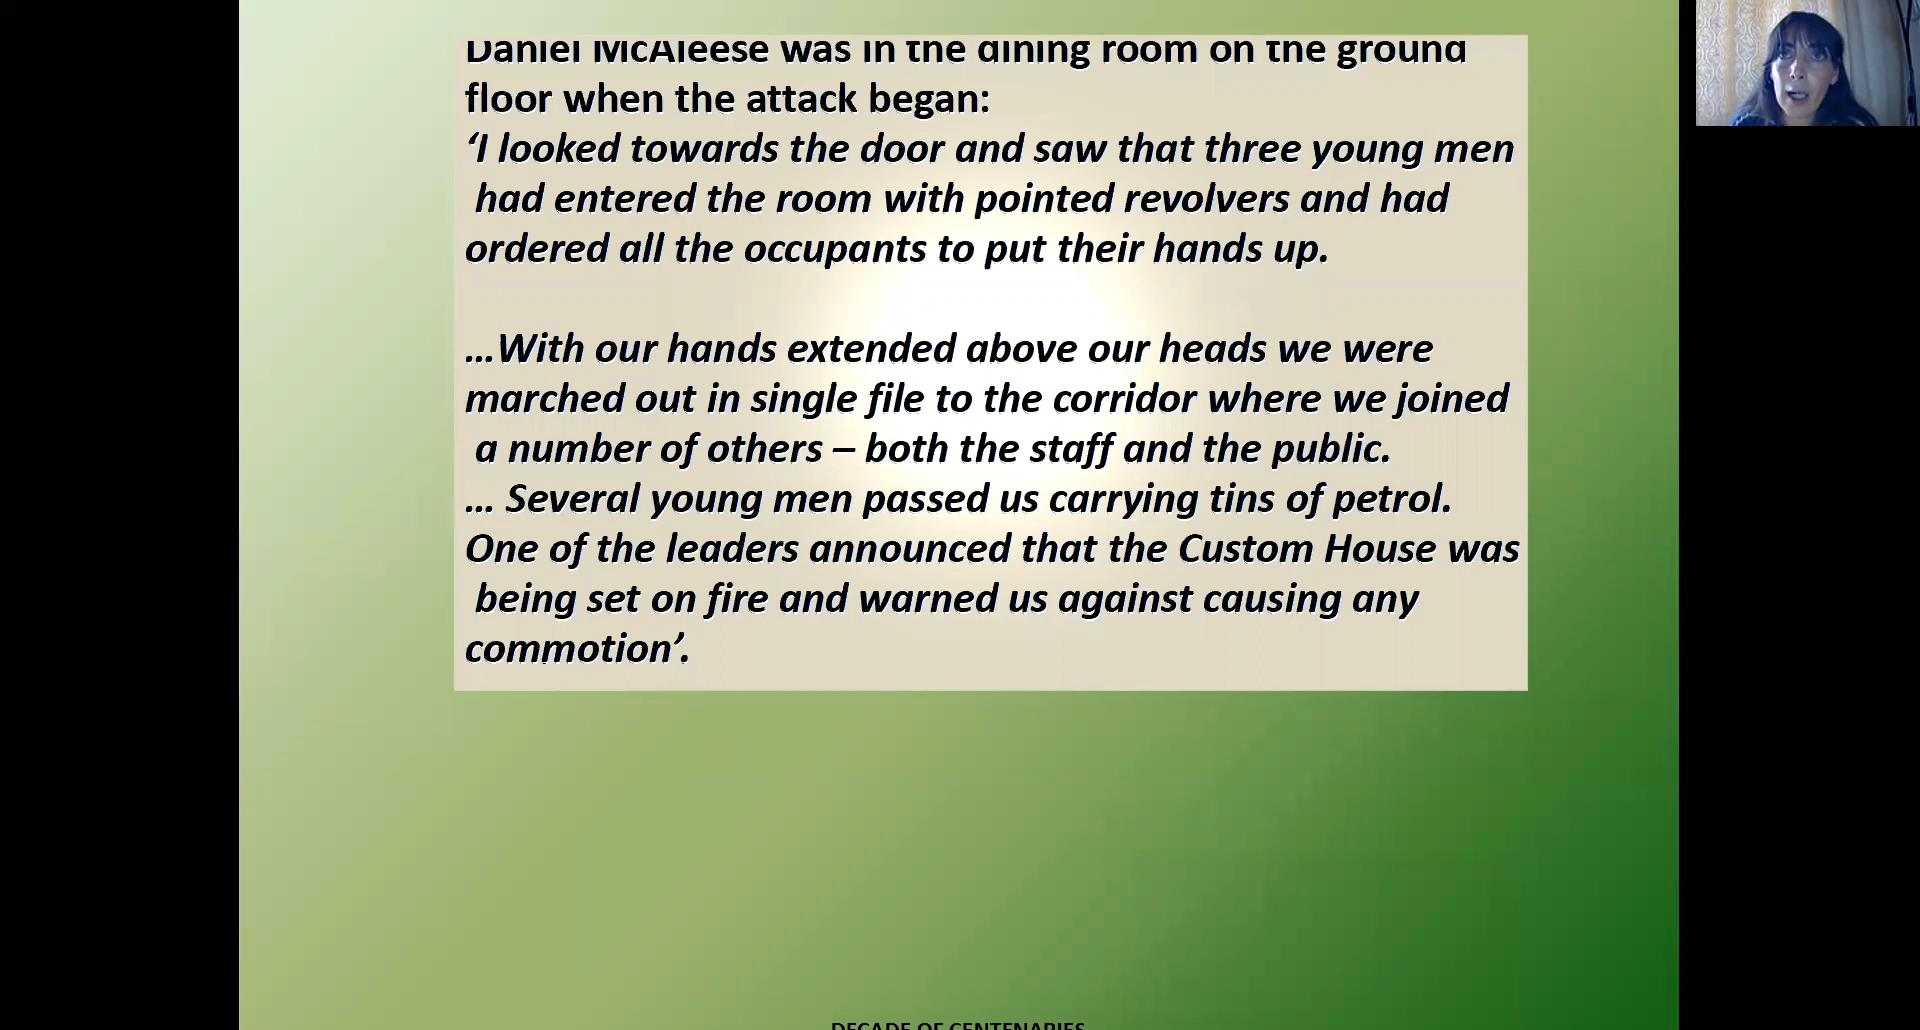 Daniel McAleese was in the dining room on the ground
floor when the attack began:
‘I looked towards the door and saw that three young men
had entered the room with pointed revolvers and had
ordered all the occupants to put their hands up.
…With our hands extended above our heads we were
marched out in single file to the corridor where we joined
a number of others – both the staff and the public.
… Several young men passed us carrying tins of petrol.
One of the leaders announced that the Custom House was
being set on fire and warned us against causing any
commotion’.
DECADE OF CENTENARIES